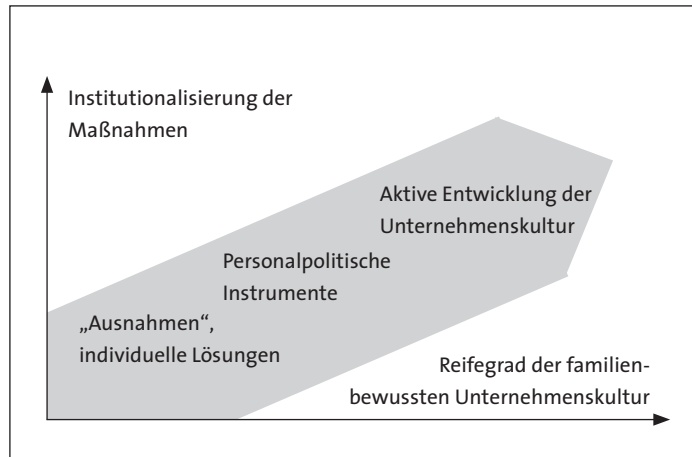 Institutionalisierung der
Maßnahmen
Aktive Entwicklung der
Unternehmenskultur
Personalpolitische
Instrumente
„Ausnahmen“,
individuelle Lösungen
Reifegrad der familien-
bewussten Unternehmenskultur